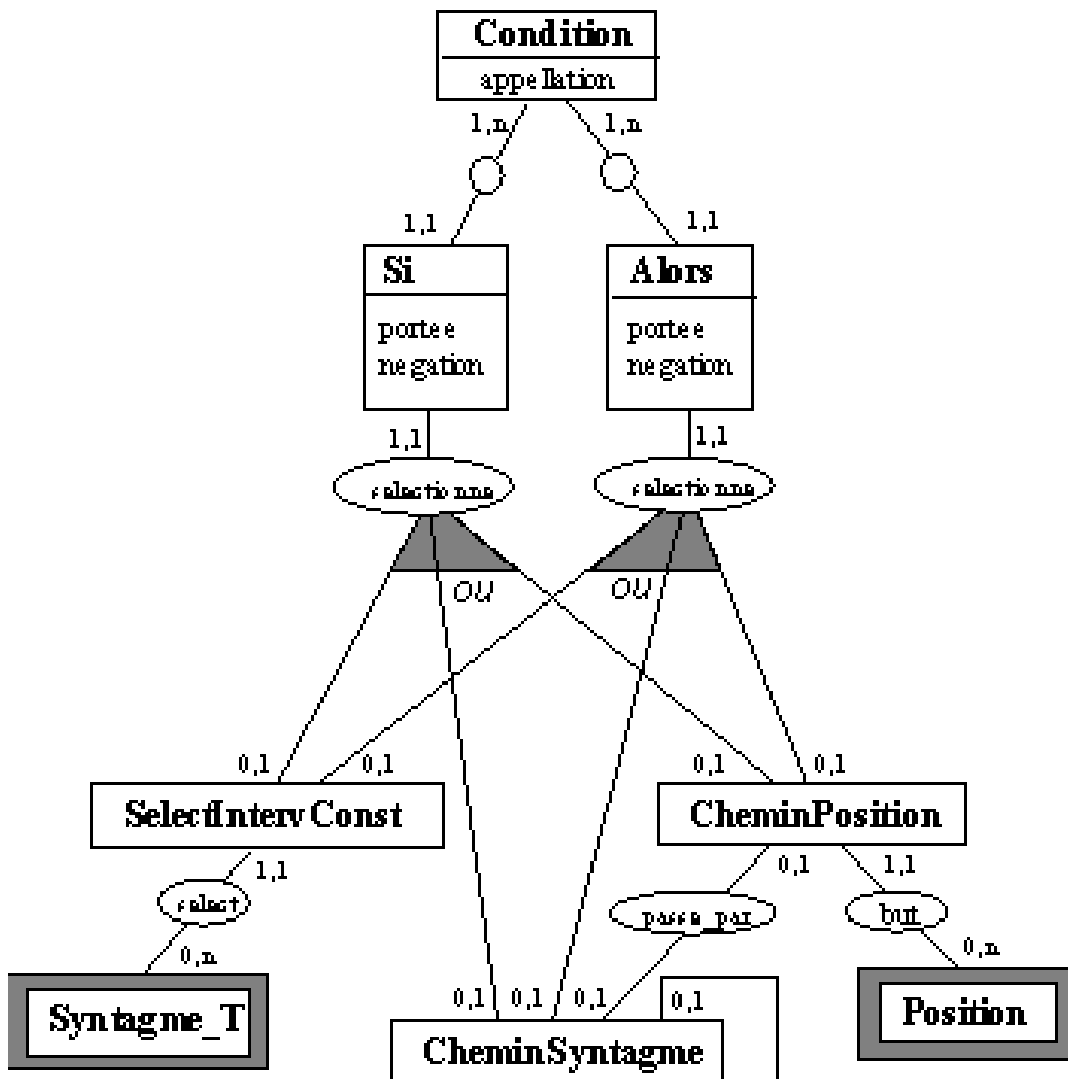 Condition
appellation
1,n 1,n
1,1 1,1
Si Alors
portee portee
negation negation
1,1 1,1
selectionne selectionne
OU OU
0,1 0,1 0,1 0,1
SelectIntervConst CheminPosition
1,1 0,1 1,1
select passe_par but
0,n 0,n
0,1 0,1 0,1 0,1
Syntagme_T Position
CheminSyntagme